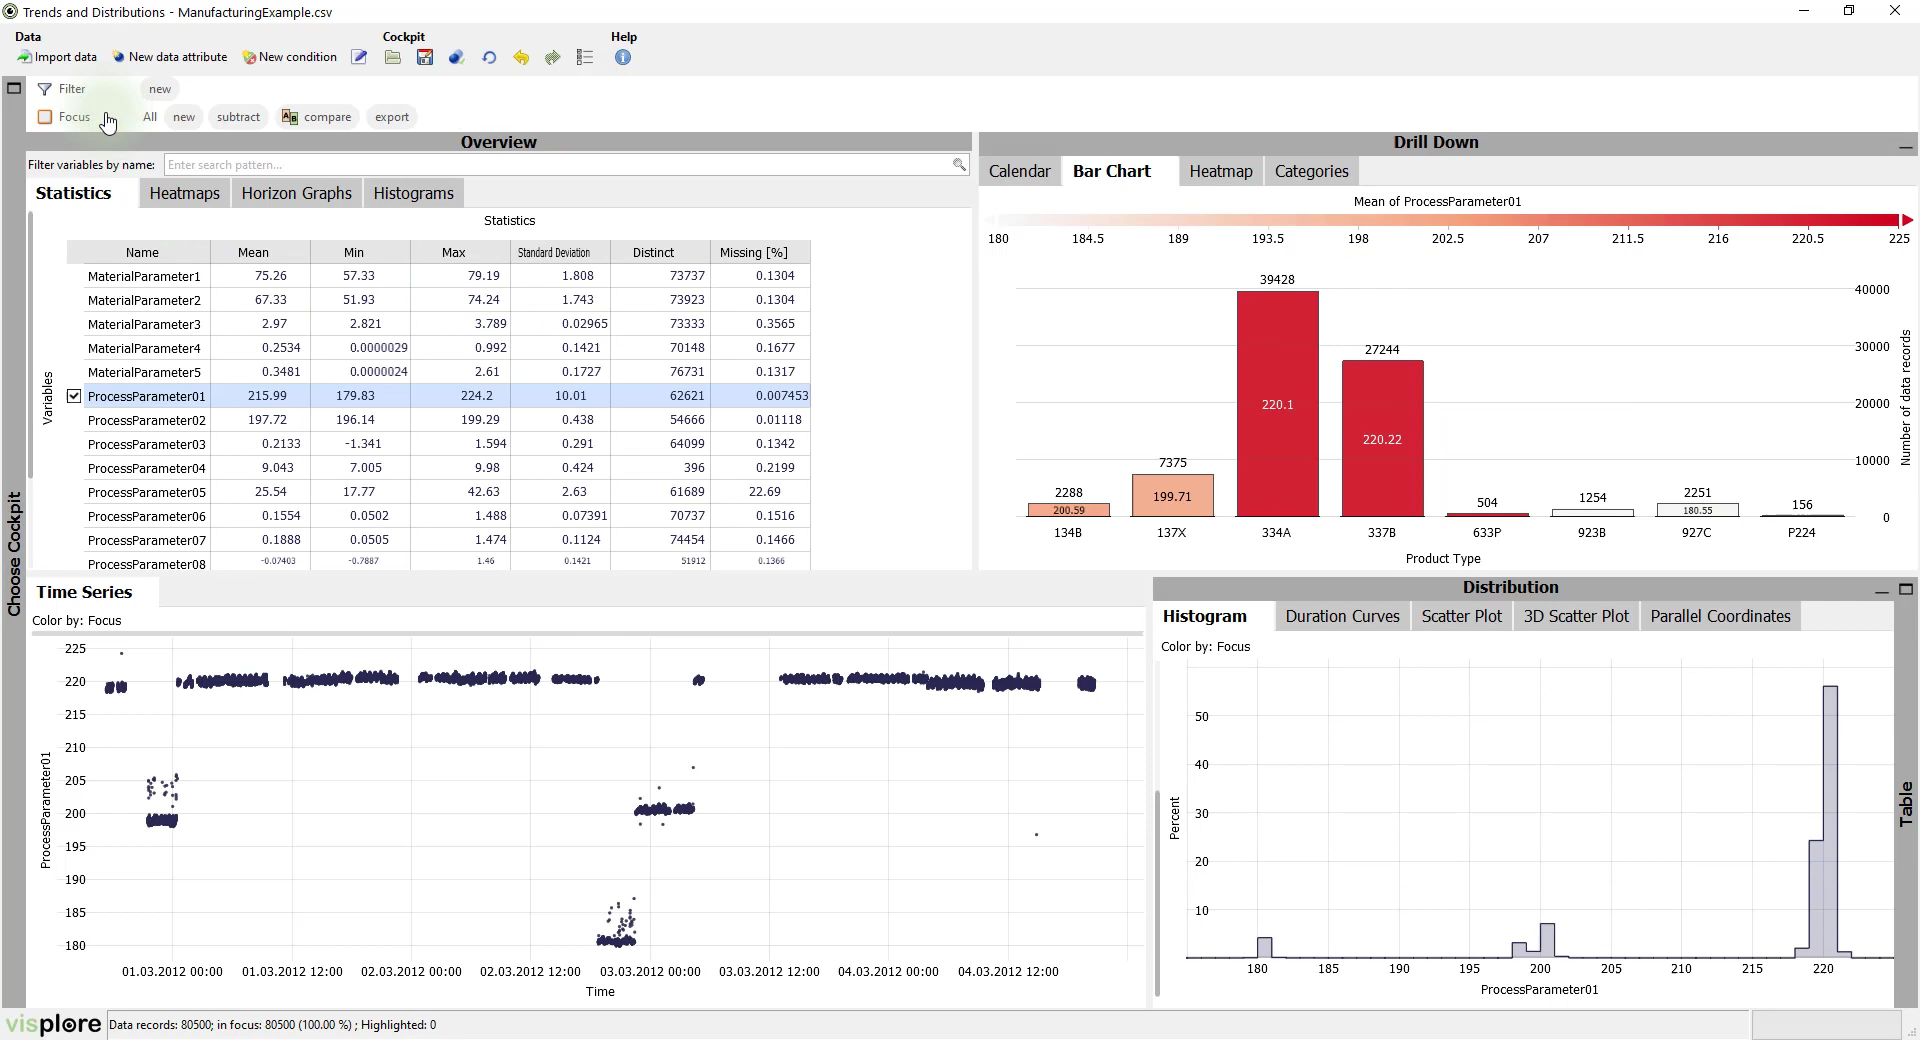 Trends and Distributions - ManufacturingExample.csv
Data
Cockpit
Help
Import data
New data attribute
New condition
Filter
new
Focus
All
new
subtract
compare
export
Choose Cockpit
Overview
Filter variables by name:
Enter search pattern...
Statistics
Heatmaps
Horizon Graphs
Histograms
Statistics
Variables
Name Mean Min Max Standard Deviation Distinct Missing [%]
MaterialParameter1 75.26 57.33 79.19 1.808 73737 0.1304
MaterialParameter2 67.33 51.93 74.24 1.743 73923 0.1304
MaterialParameter3 2.97 2.821 3.789 0.02965 73333 0.3565
MaterialParameter4 0.2534 0.0000029 0.992 0.1421 70148 0.1677
MaterialParameter5 0.3481 0.0000024 2.61 0.1727 76731 0.1317
ProcessParameter01 215.99 179.83 224.2 10.01 62621 0.007453
ProcessParameter02 197.72 196.14 199.29 0.438 54666 0.01118
ProcessParameter03 0.2133 -1.341 1.594 0.291 64099 0.1342
ProcessParameter04 9.043 7.005 9.98 0.424 396 0.2199
ProcessParameter05 25.54 17.77 42.63 2.63 61689 22.69
ProcessParameter06 0.1554 0.0502 1.488 0.07391 70737 0.1516
ProcessParameter07 0.1888 0.0505 1.474 0.1124 74454 0.1466
ProcessParameter08 -0.07403 -0.7887 1.46 0.1421 51912 0.1366
Drill Down
Calendar
Bar Chart
Heatmap
Categories
Mean of ProcessParameter01
180 184.5 189 193.5 198 202.5 207 211.5 216 220.5 225
39428
40000
27244
30000
220.1
20000
220.22
7375
10000
199.71
2288
504
1254
2251
156
200.59
180.55
0
134B 137X 334A 337B 633P 923B 927C P224
Product Type
Number of data records
Time Series
Color by: Focus
225
220
215
210
205
200
195
190
185
180
ProcessParameter01
01.03.2012 00:00 01.03.2012 12:00 02.03.2012 00:00 02.03.2012 12:00 03.03.2012 00:00 03.03.2012 12:00 04.03.2012 00:00 04.03.2012 12:00
Time
Distribution
Histogram
Duration Curves
Scatter Plot
3D Scatter Plot
Parallel Coordinates
Color by: Focus
50
40
30
20
10
Percent
180 185 190 195 200 205 210 215 220
ProcessParameter01
Table
visplore
Data records: 80500; in focus: 80500 (100.00 %) ; Highlighted: 0